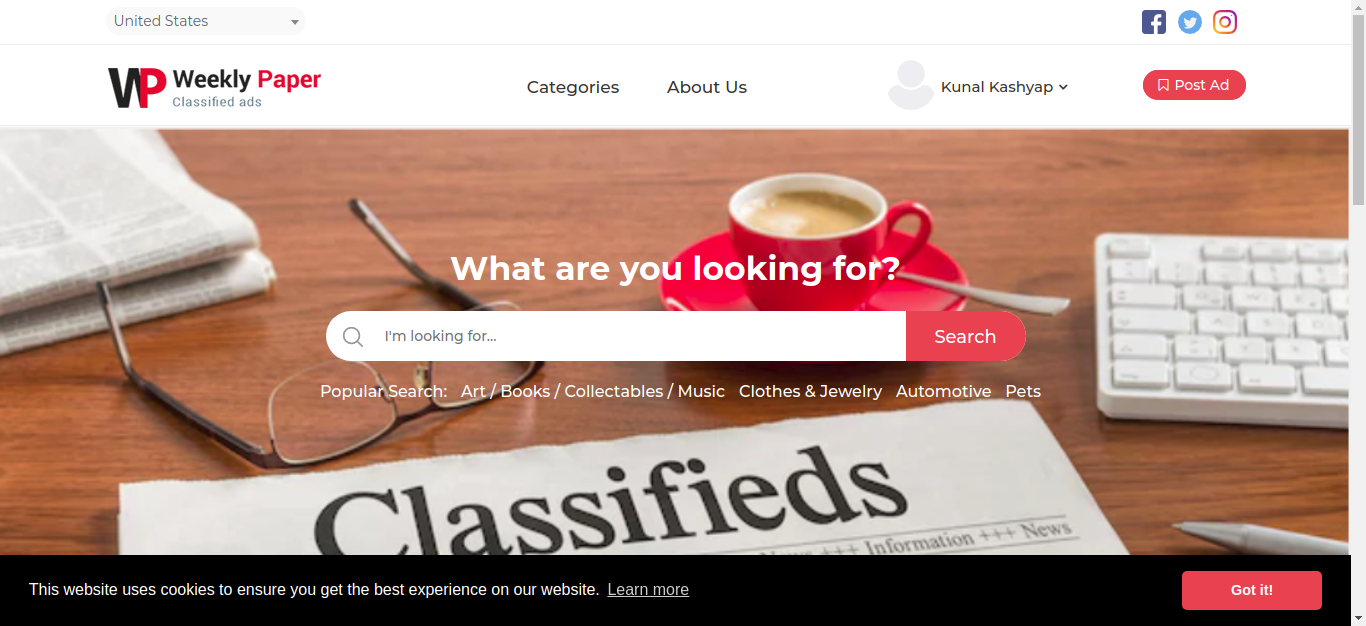 United States
WP Weekly Paper
Classified ads
Categories
About Us
Kunal Kashyap
Post Ad
What are you looking for?
I'm looking for...
Search
Popular Search: Art / Books / Collectables / Music Clothes & Jewelry Automotive Pets
Classifieds
News +++ Information +++ News
This website uses cookies to ensure you get the best experience on our website. Learn more
Got it!